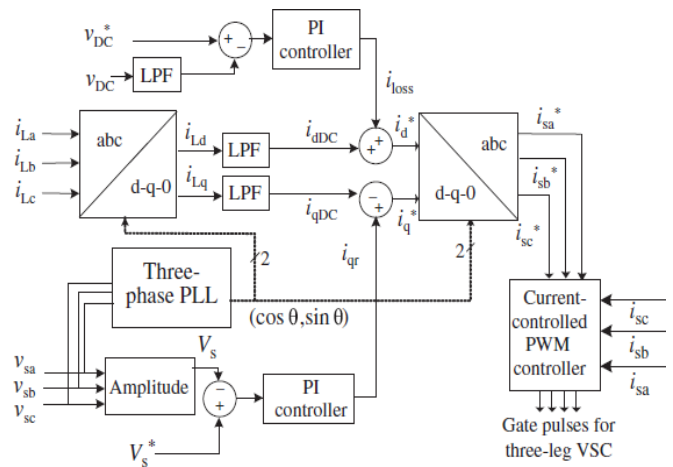 v_DC*
+
−
PI
controller
v_DC
LPF
i_loss
i_La
i_Lb
i_Lc
abc
d-q-0
i_Ld
LPF
i_dDC
+
+
i_d*
i_Lq
LPF
i_qDC
−
+
i_q*
abc
d-q-0
i_sa*
i_sb*
i_sc*
2
2
i_qr
Three-
phase PLL
(cos θ,sin θ)
Current-
controlled
PWM
controller
i_sc
i_sb
i_sa
v_sa
v_sb
v_sc
Amplitude
V_s
−
+
PI
controller
V_s*
Gate pulses for
three-leg VSC